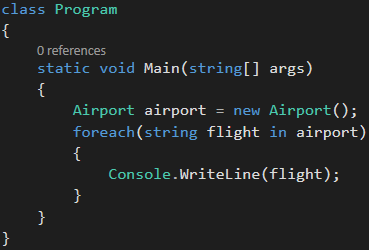 class Program
{
0 references
static void Main(string[] args)
{
Airport airport = new Airport();
foreach(string flight in airport)
{
Console.WriteLine(flight);
}
}
}